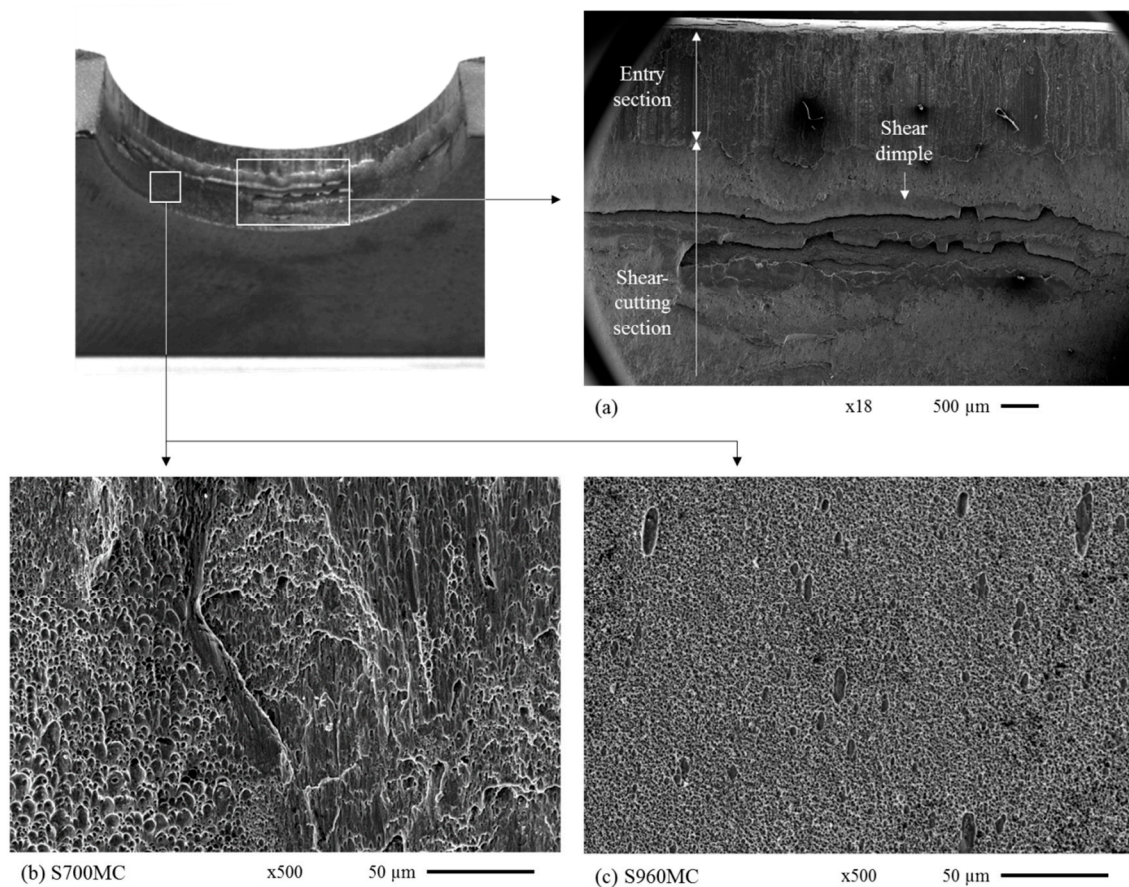 Entry
section
Shear
dimple
Shear-
cutting
section
(a) x18 500 µm
(b) S700MC x500 50 µm
(c) S960MC x500 50 µm